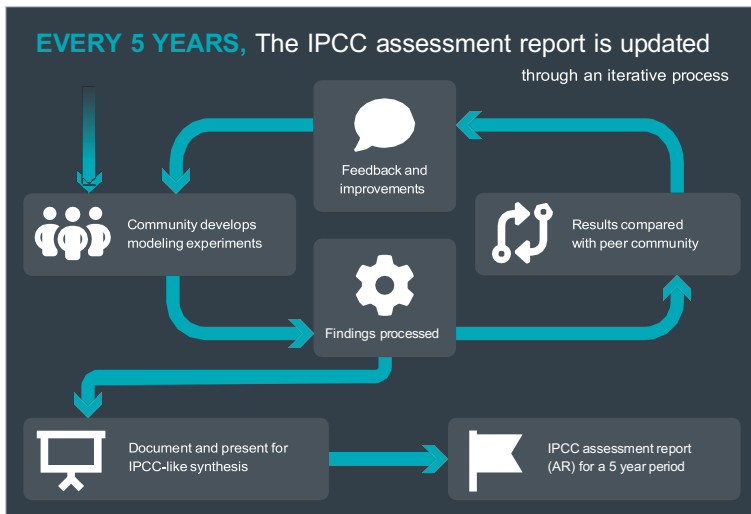 EVERY 5 YEARS, The IPCC assessment report is updated
through an iterative process
Feedback and
improvements
Community develops
modeling experiments
Results compared
with peer community
Findings processed
Document and present for
IPCC-like synthesis
IPCC assessment report
(AR) for a 5 year period